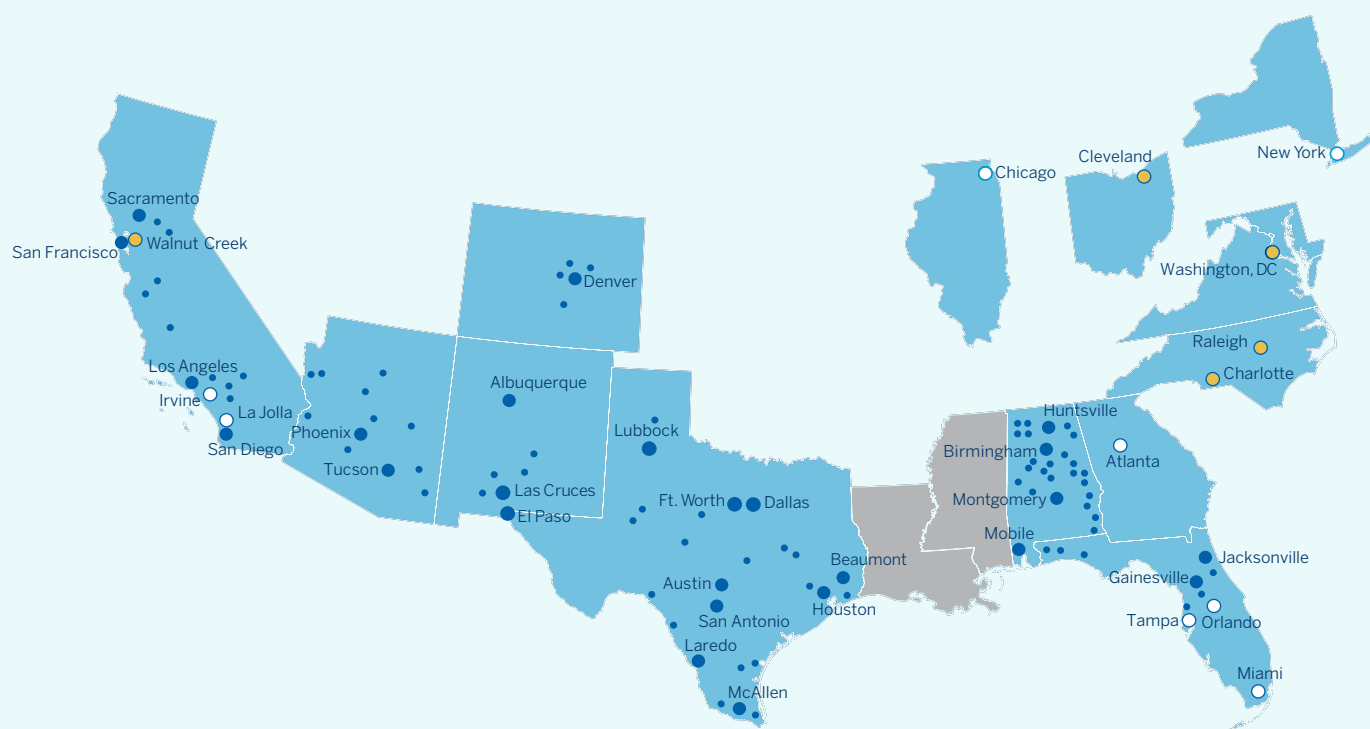 New York
Cleveland
Chicago
Sacramento
San Francisco
Walnut Creek
Washington, DC
Denver
Raleigh
Charlotte
Los Angeles
Irvine
La Jolla
San Diego
Albuquerque
Phoenix
Tucson
Lubbock
Las Cruces
El Paso
Ft. Worth
Dallas
Huntsville
Birmingham
Atlanta
Montgomery
Mobile
Beaumont
Jacksonville
Gainesville
Austin
Houston
San Antonio
Tampa
Orlando
Laredo
McAllen
Miami